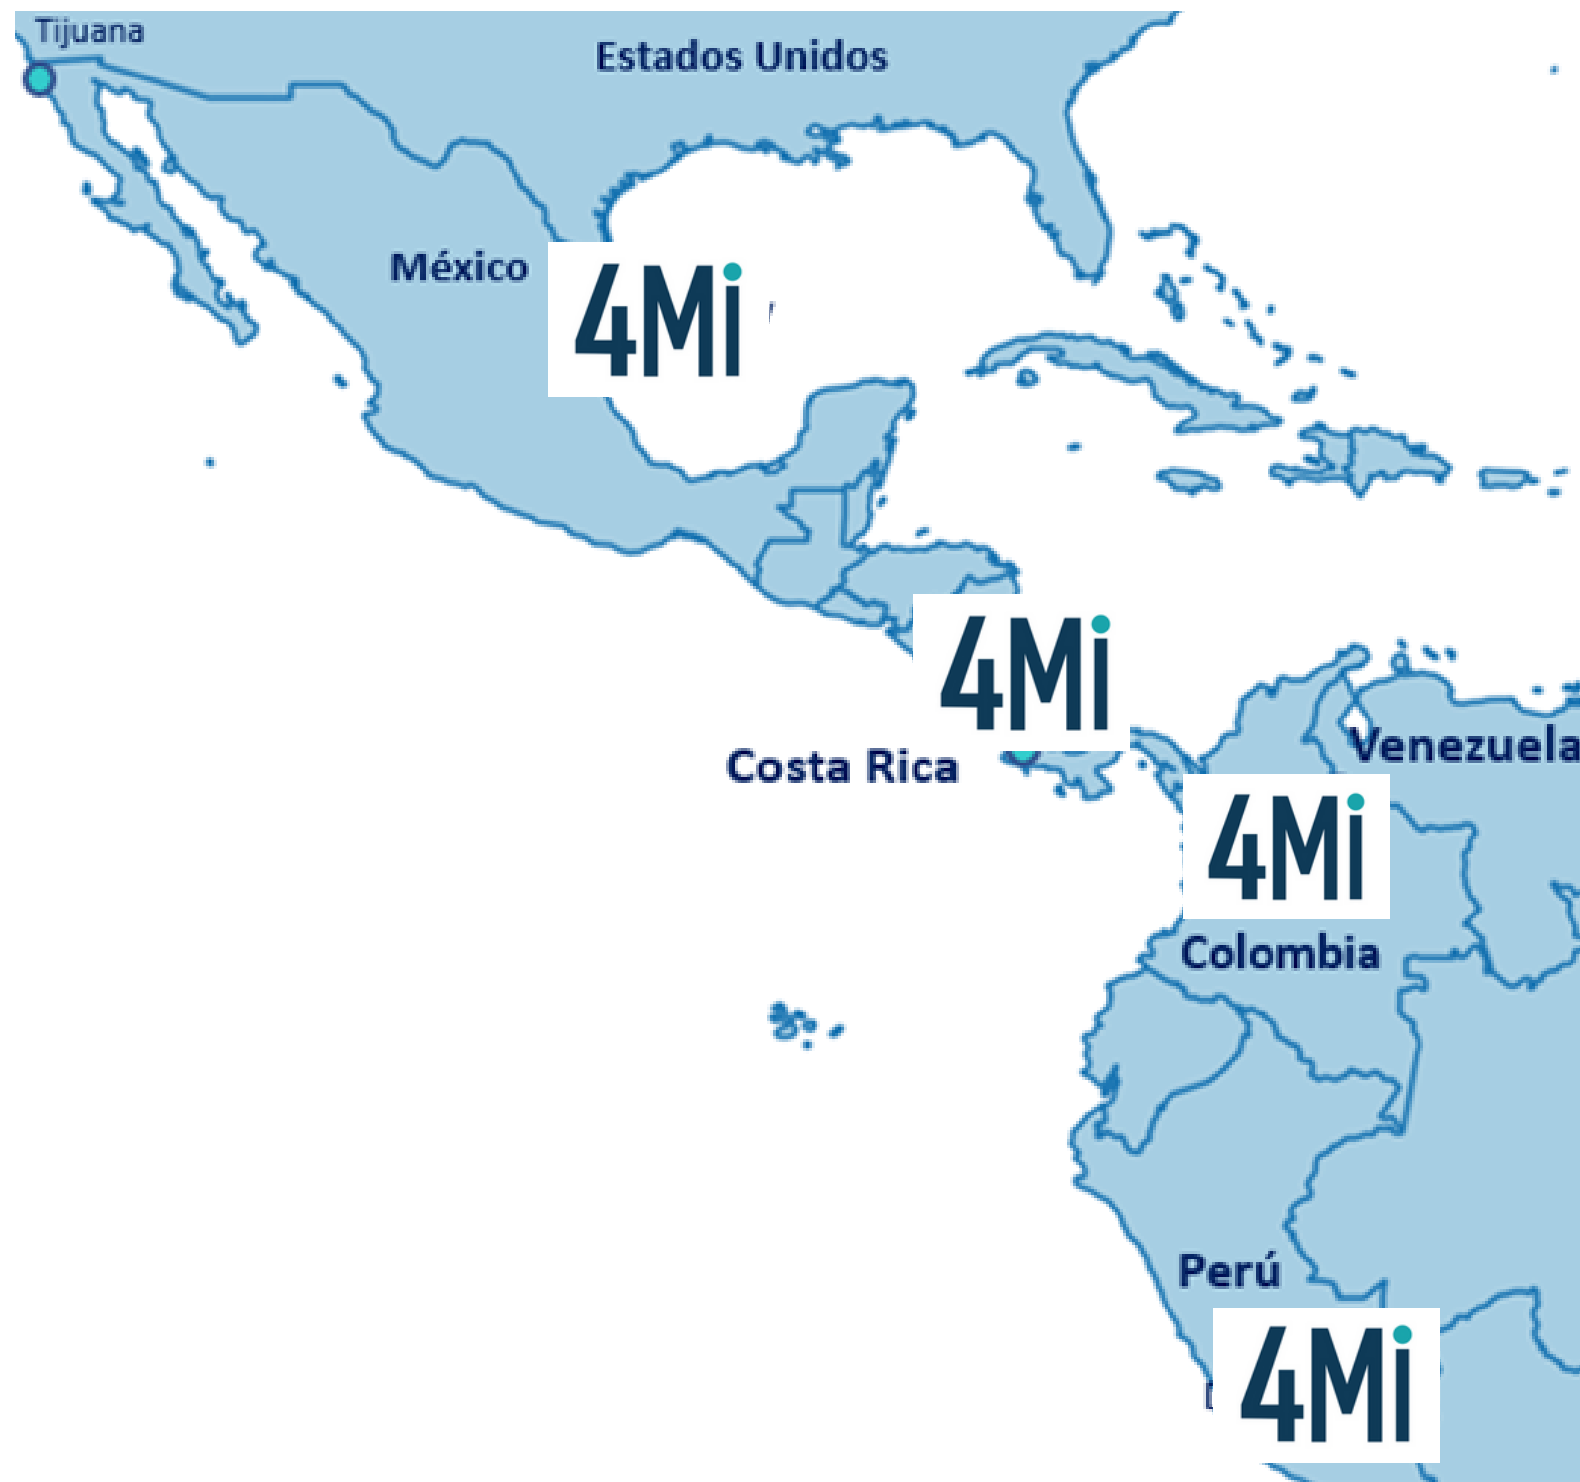 Tijuana
Estados Unidos
México
4Mi
4Mi
Costa Rica
Venezuela
4Mi
Colombia
Perú
4Mi